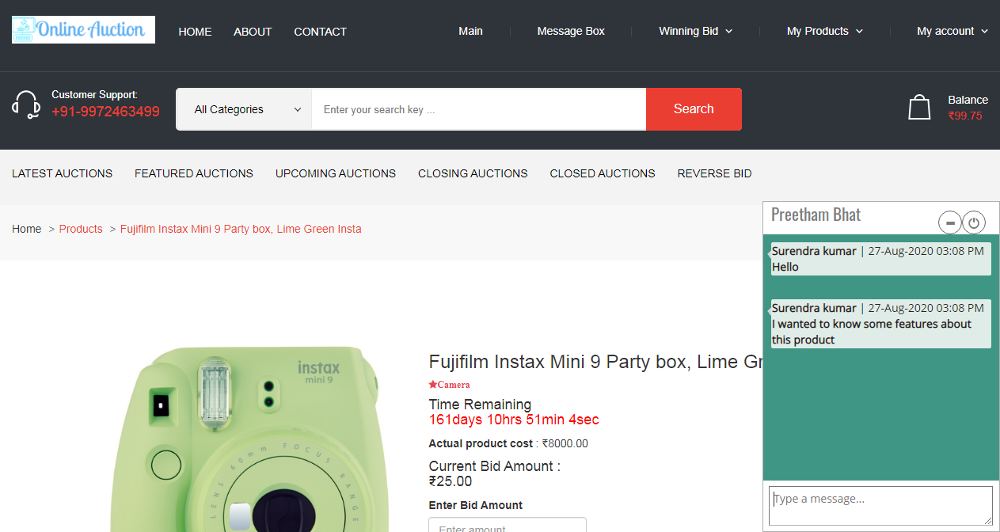 Online Auction
HOME
ABOUT
CONTACT
Main
Message Box
Winning Bid
My Products
My account
Customer Support:
+91-9972463499
All Categories
Enter your search key ...
Search
Balance
₹99.75
LATEST AUCTIONS
FEATURED AUCTIONS
UPCOMING AUCTIONS
CLOSING AUCTIONS
CLOSED AUCTIONS
REVERSE BID
Home > Products > Fujifilm Instax Mini 9 Party box, Lime Green Insta
instax
mini 9
LENS 60mm FOCUS RANGE
Fujifilm Instax Mini 9 Party box, Lime Gr
Camera
Time Remaining
161days 10hrs 51min 4sec
Actual product cost : ₹8000.00
Current Bid Amount :
₹25.00
Enter Bid Amount
Enter amount
Preetham Bhat
Surendra kumar | 27-Aug-2020 03:08 PM
Hello
Surendra kumar | 27-Aug-2020 03:08 PM
I wanted to know some features about
this product
Type a message...